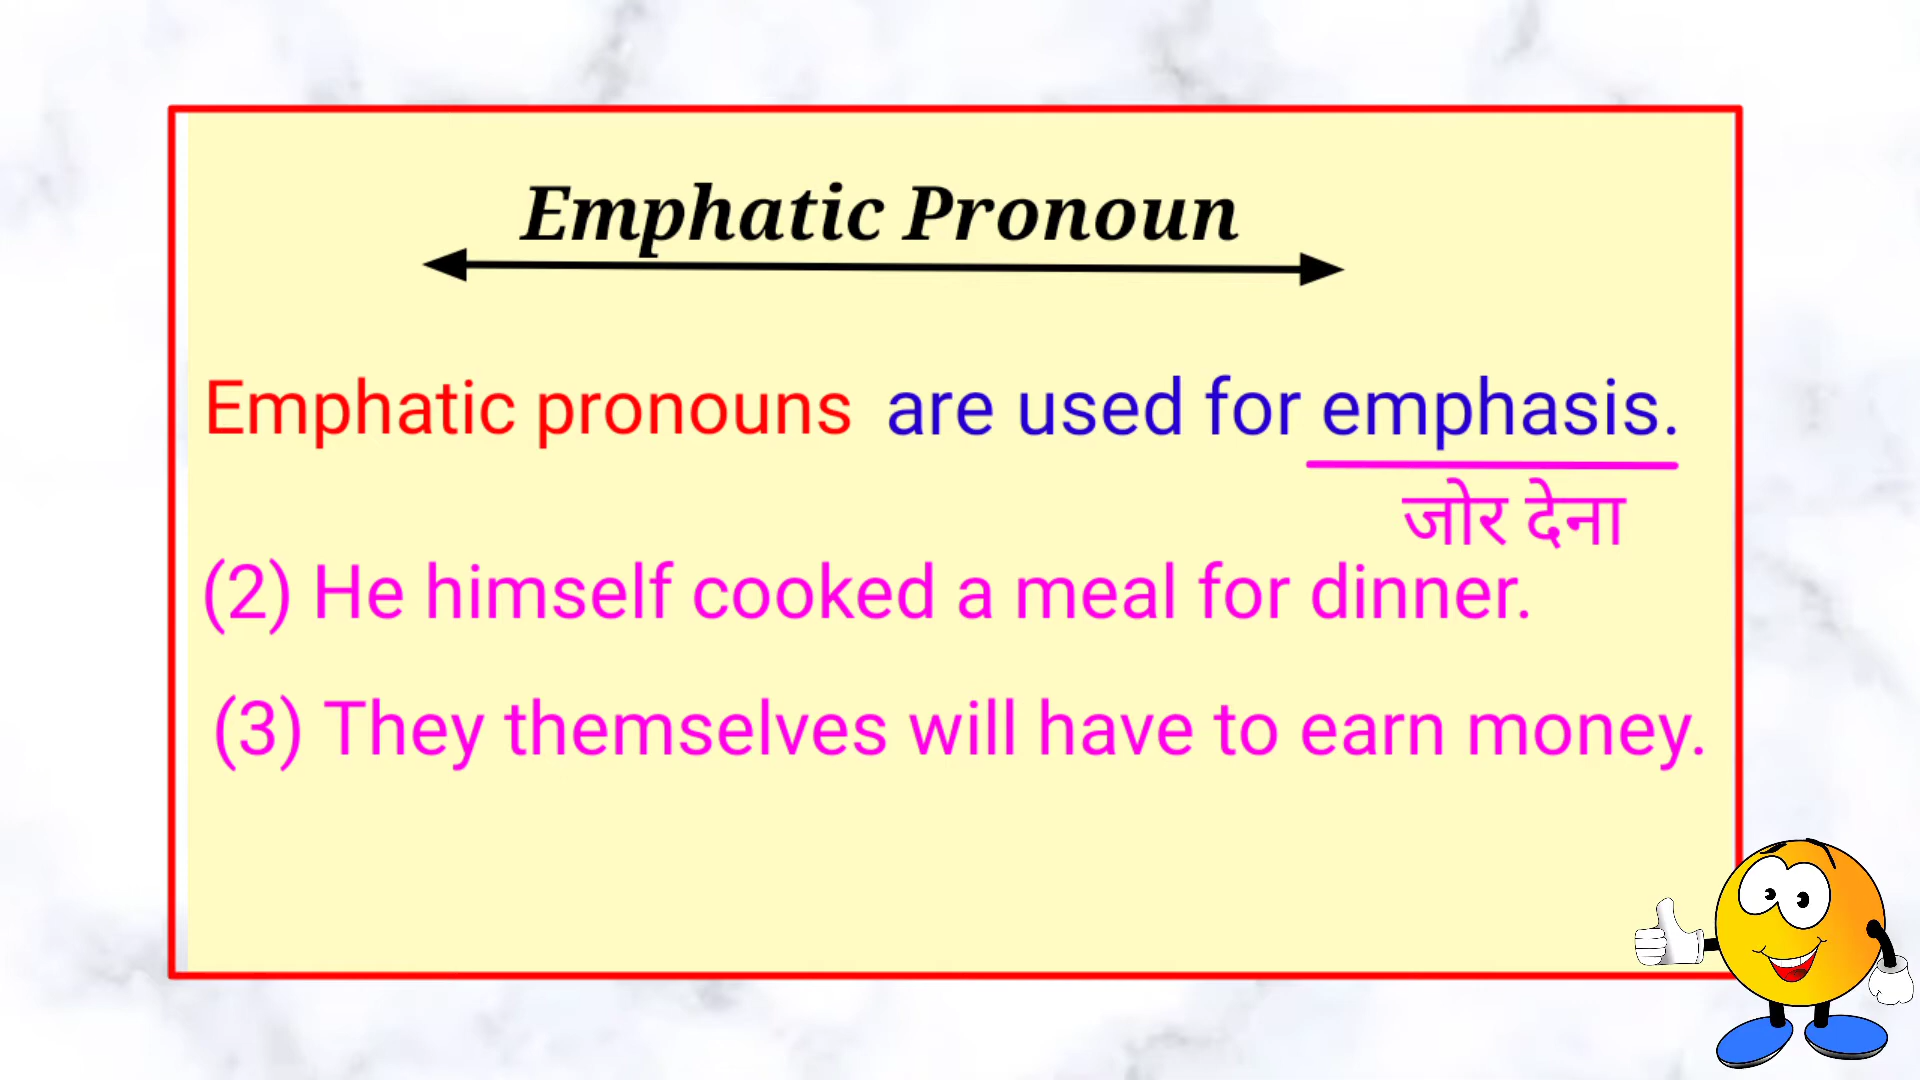 Emphatic Pronoun
Emphatic pronouns are used for emphasis.
जोर देना
(2) He himself cooked a meal for dinner.
(3) They themselves will have to earn money.